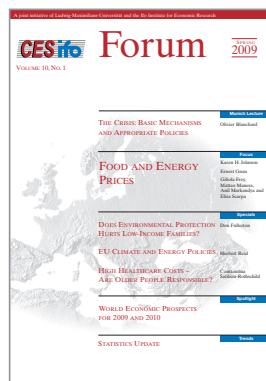 A joint initiative of Ludwig-Maximilians-Universität and the Ifo Institute for Economic Research
CESifo Forum
SPRING
2009
VOLUME 10, NO. 1
Munich Lecture
THE CRISIS: BASIC MECHANISMS
AND APPROPRIATE POLICIES
Olivier Blanchard
Focus
FOOD AND ENERGY
PRICES
Karen H. Johnson
Ernest Gnan
Giliola Frey,
Matteo Manera,
Anil Markandya and
Elisa Scarpa
Specials
DOES ENVIRONMENTAL PROTECTION
HURTS LOW-INCOME FAMILIES?
Don Fullerton
EU CLIMATE AND ENERGY POLICIES
Herbert Reul
HIGH HEALTHCARE COSTS –
ARE OLDER PEOPLE RESPONSIBLE?
Constantina
Safilion-Rothschild
Spotlight
WORLD ECONOMIC PROSPECTS
FOR 2009 AND 2010
Trends
STATISTICS UPDATE